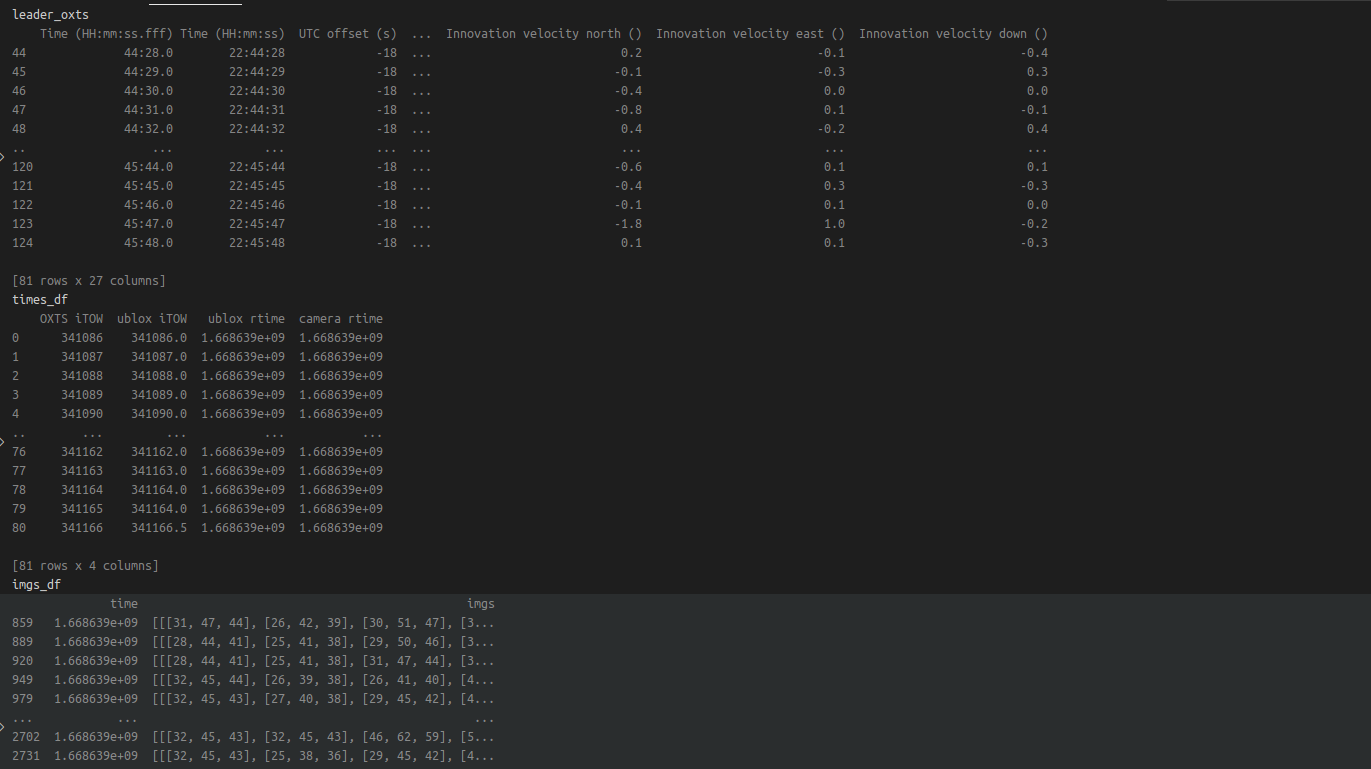 leader_oxts
Time (HH:mm:ss.fff) Time (HH:mm:ss) UTC offset (s) ... Innovation velocity north () Innovation velocity east () Innovation velocity down ()
44 44:28.0 22:44:28 -18 ... 0.2 -0.1 -0.4
45 44:29.0 22:44:29 -18 ... -0.1 -0.3 0.3
46 44:30.0 22:44:30 -18 ... -0.4 0.0 0.0
47 44:31.0 22:44:31 -18 ... -0.8 0.1 -0.1
48 44:32.0 22:44:32 -18 ... 0.4 -0.2 0.4
.. ... ... ... ... ... ... ...
120 45:44.0 22:45:44 -18 ... -0.6 0.1 0.1
121 45:45.0 22:45:45 -18 ... -0.4 0.3 -0.3
122 45:46.0 22:45:46 -18 ... -0.1 0.1 0.0
123 45:47.0 22:45:47 -18 ... -1.8 1.0 -0.2
124 45:48.0 22:45:48 -18 ... 0.1 0.1 -0.3
[81 rows x 27 columns]
times_df
OXTS iTOW ublox iTOW ublox rtime camera rtime
0 341086 341086.0 1.668639e+09 1.668639e+09
1 341087 341087.0 1.668639e+09 1.668639e+09
2 341088 341088.0 1.668639e+09 1.668639e+09
3 341089 341089.0 1.668639e+09 1.668639e+09
4 341090 341090.0 1.668639e+09 1.668639e+09
.. ... ... ... ...
76 341162 341162.0 1.668639e+09 1.668639e+09
77 341163 341163.0 1.668639e+09 1.668639e+09
78 341164 341164.0 1.668639e+09 1.668639e+09
79 341165 341164.0 1.668639e+09 1.668639e+09
80 341166 341166.5 1.668639e+09 1.668639e+09
[81 rows x 4 columns]
imgs_df
time imgs
859 1.668639e+09 [[[31, 47, 44], [26, 42, 39], [30, 51, 47], [3...
889 1.668639e+09 [[[28, 44, 41], [25, 41, 38], [29, 50, 46], [3...
920 1.668639e+09 [[[28, 44, 41], [25, 41, 38], [31, 47, 44], [3...
949 1.668639e+09 [[[32, 45, 44], [26, 39, 38], [26, 41, 40], [4...
979 1.668639e+09 [[[32, 45, 43], [27, 40, 38], [29, 45, 42], [4...
... ... ...
2702 1.668639e+09 [[[32, 45, 43], [32, 45, 43], [46, 62, 59], [5...
2731 1.668639e+09 [[[32, 45, 43], [25, 38, 36], [29, 45, 42], [4...